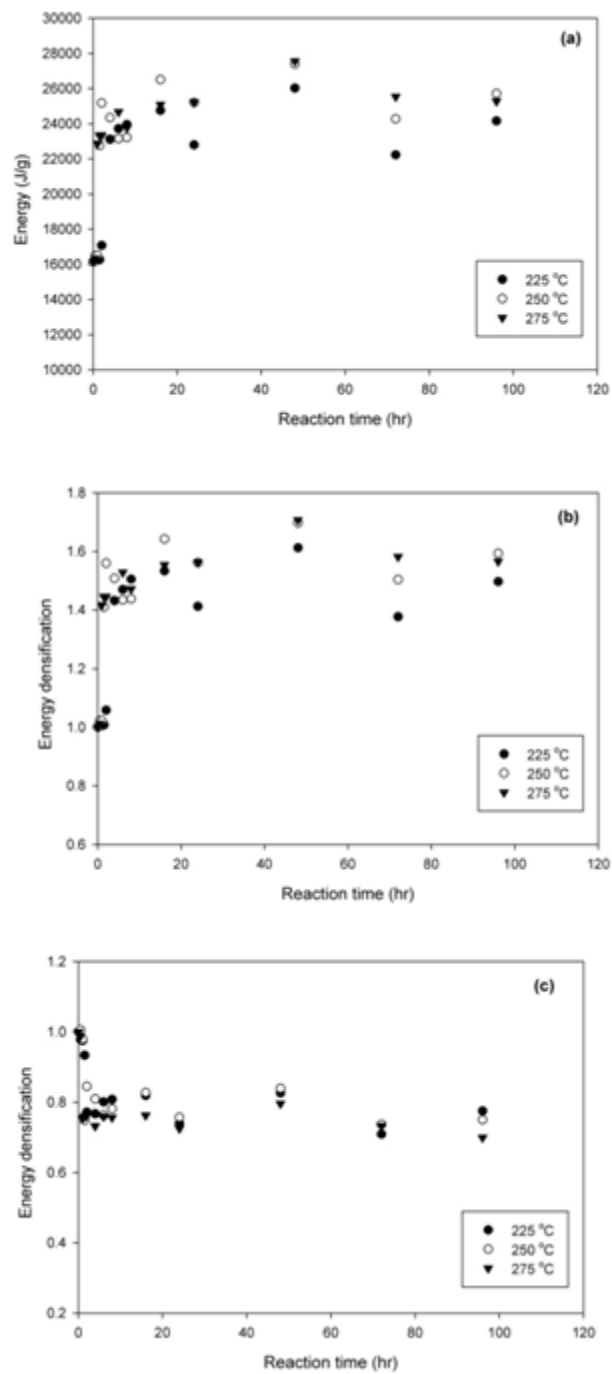 (a)
30000
28000
26000
24000
22000
20000
18000
16000
14000
12000
10000
Energy (J/g)
225 °C
250 °C
275 °C
0 20 40 60 80 100 120
Reaction time (hr)
(b)
1.8
1.6
1.4
1.2
1.0
0.8
0.6
Energy densification
225 °C
250 °C
275 °C
0 20 40 60 80 100 120
Reaction time (hr)
(c)
1.2
1.0
0.8
0.6
0.4
0.2
Energy densification
225 °C
250 °C
275 °C
0 20 40 60 80 100 120
Reaction time (hr)